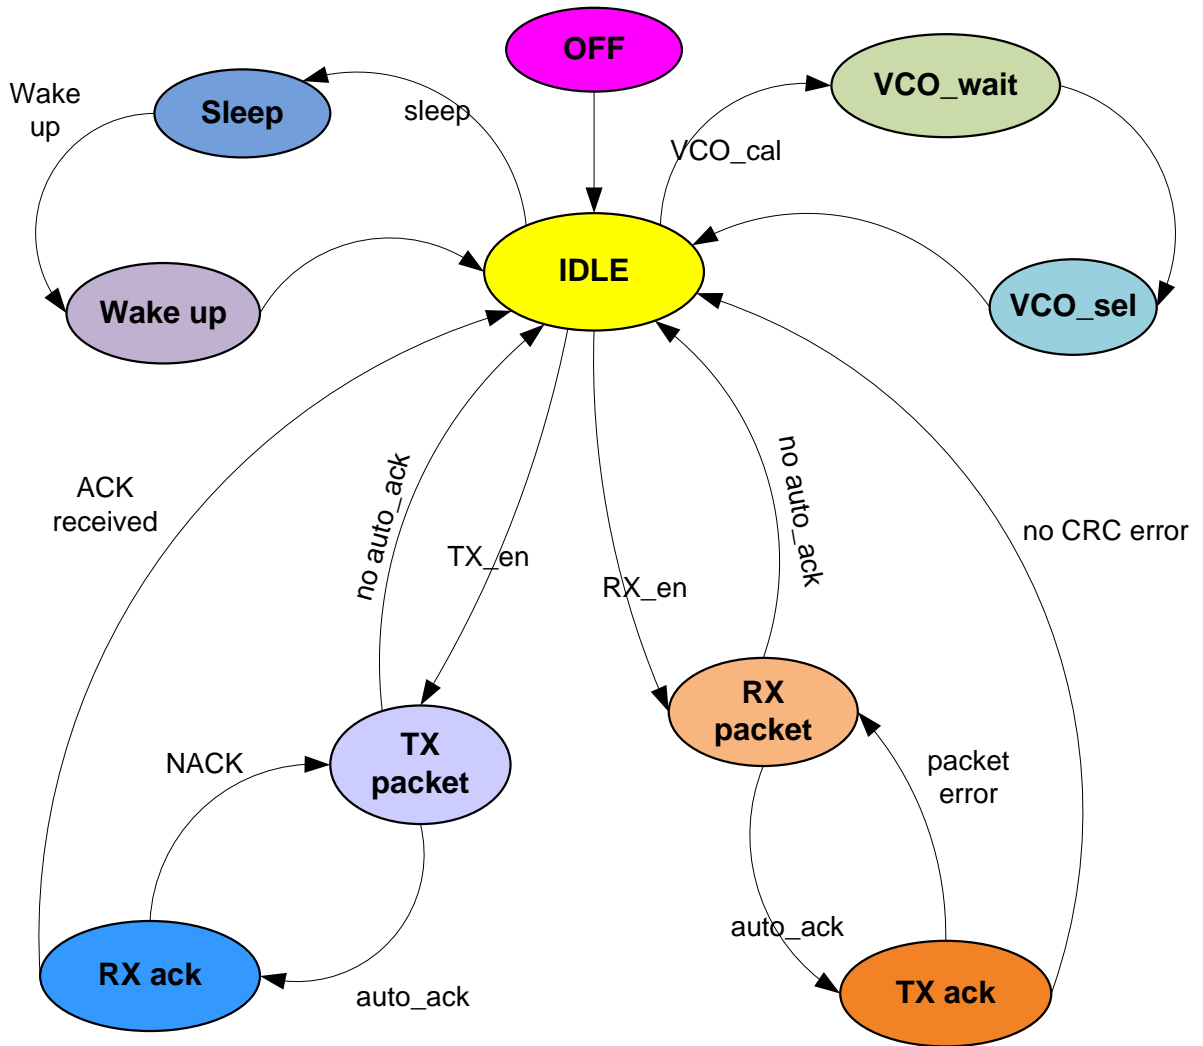 OFF
VCO_wait
Wake
up
Sleep
sleep
VCO_cal
IDLE
Wake up
VCO_sel
ACK
received
no auto_ack
TX_en
RX_en
no auto_ack
no CRC error
RX
packet
TX
packet
NACK
packet
error
auto_ack
RX ack
auto_ack
TX ack